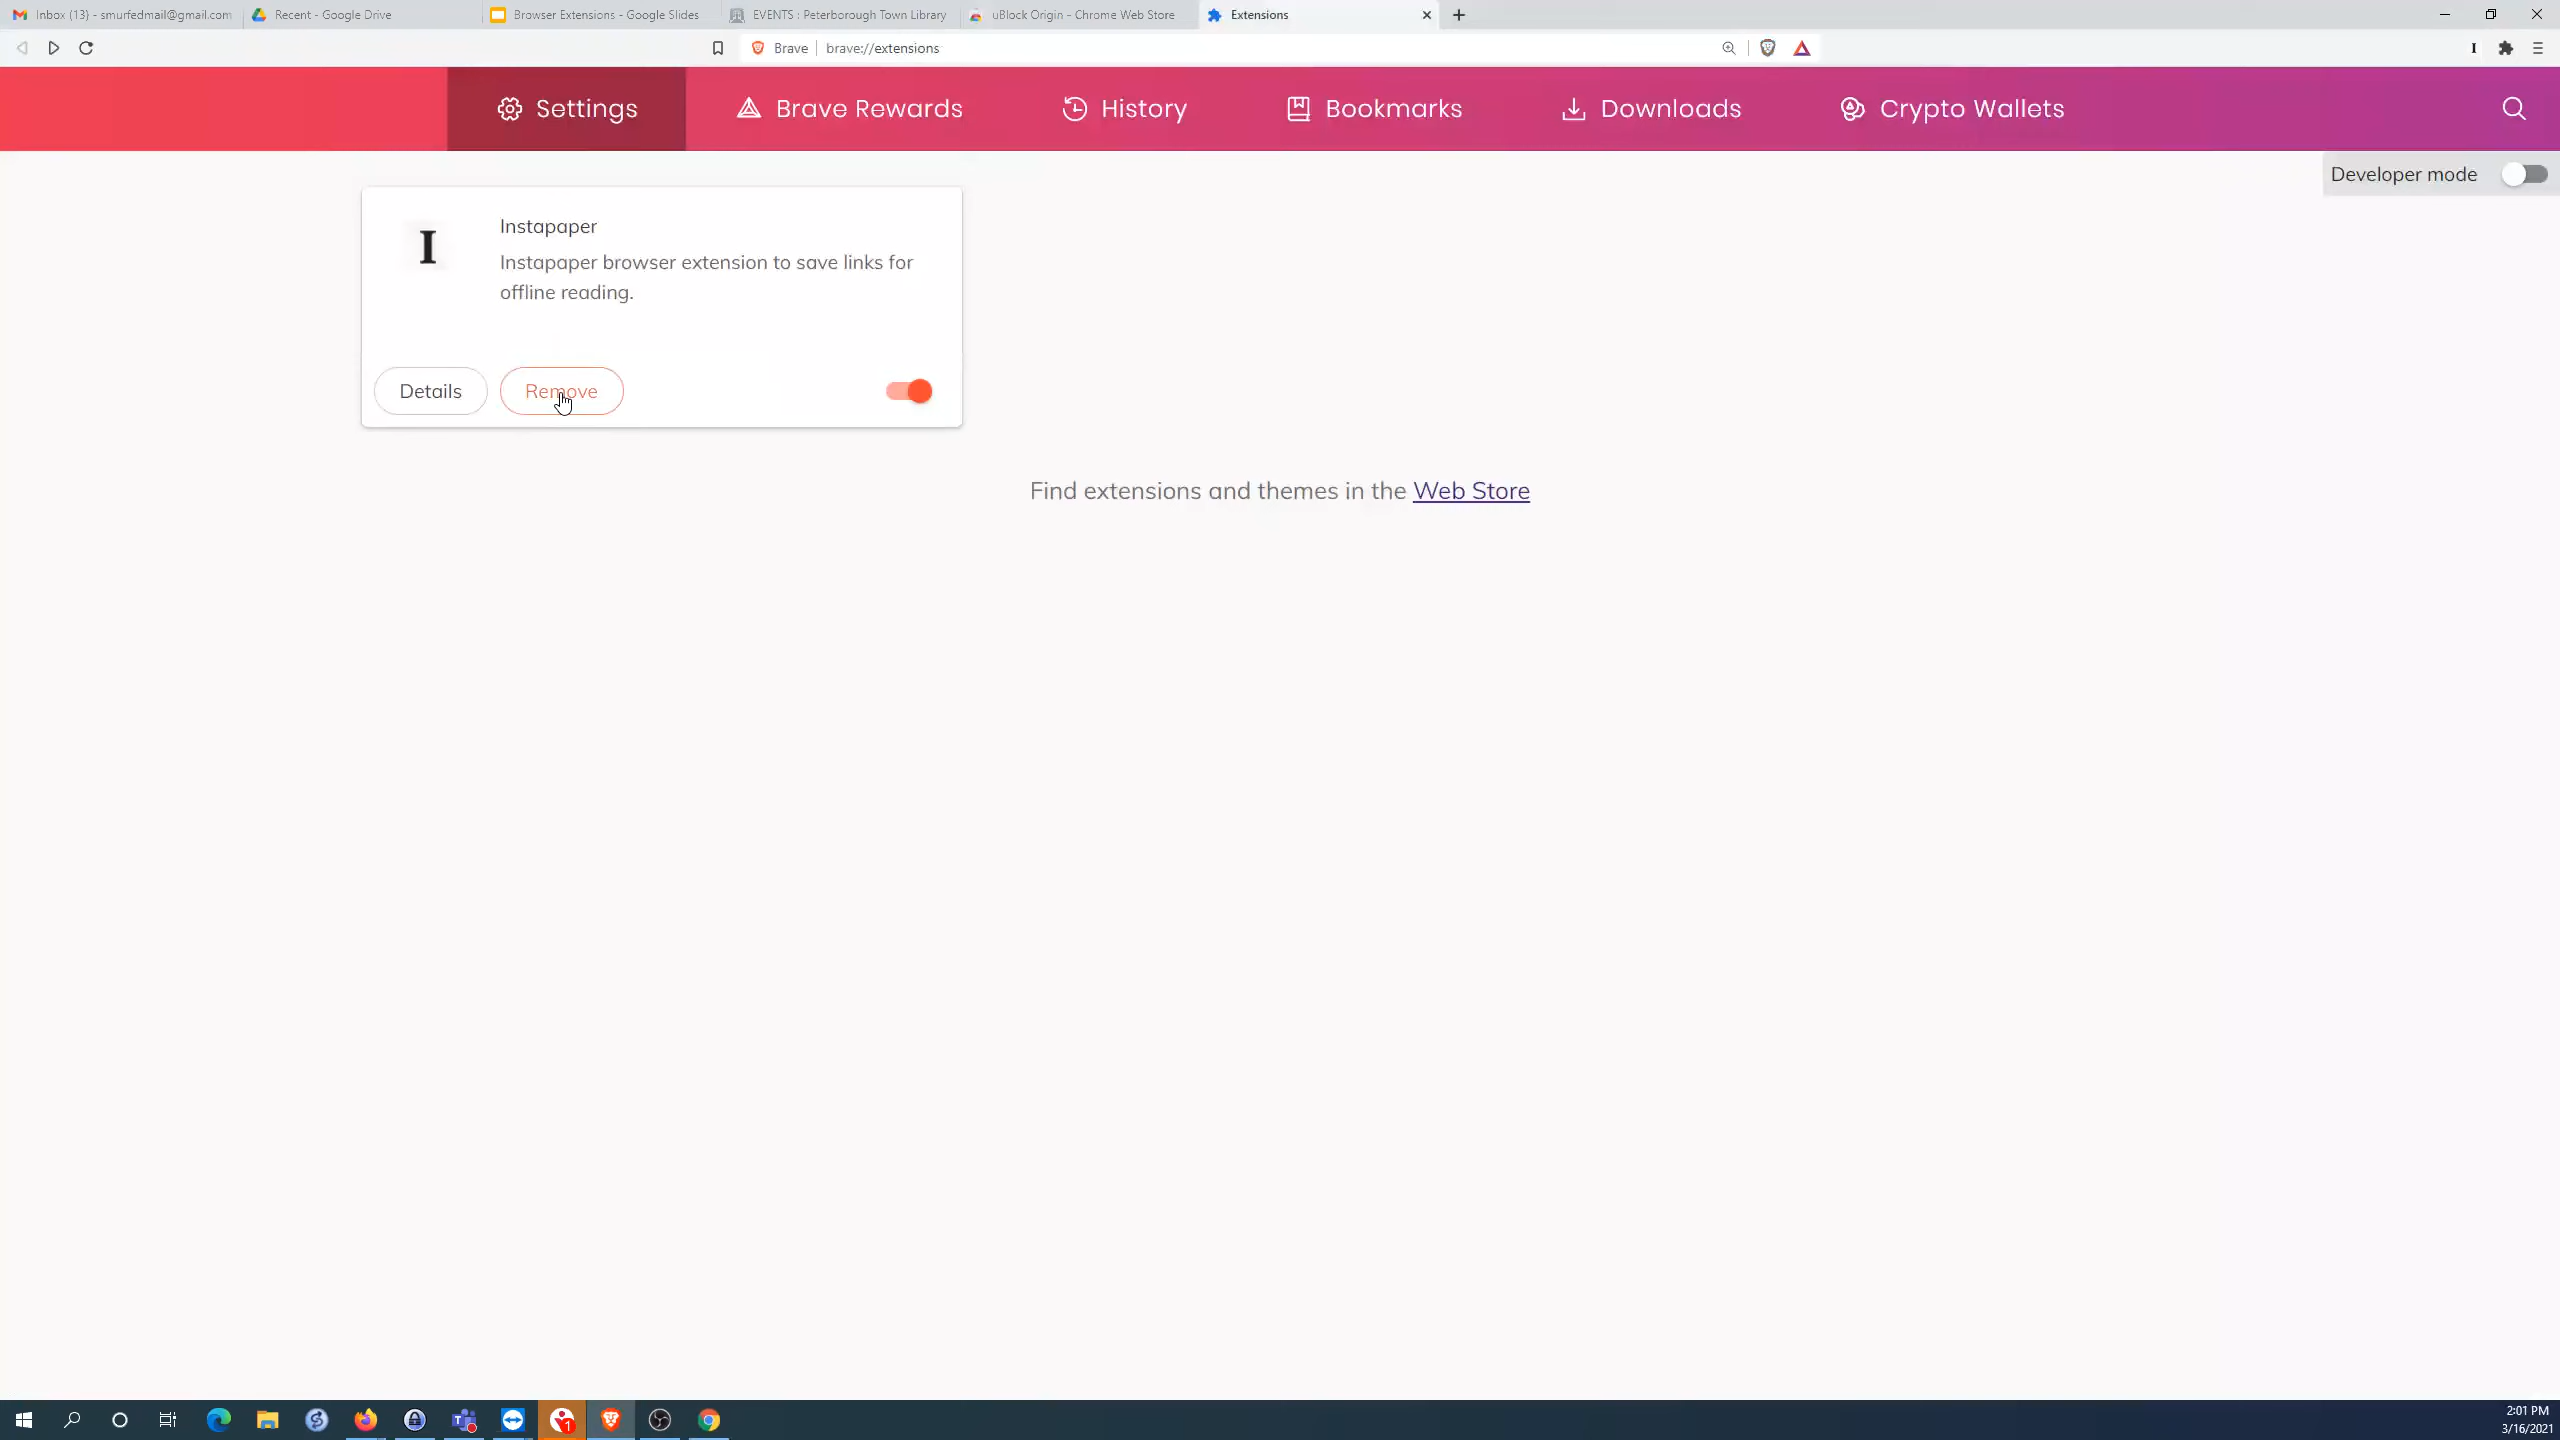 Inbox (13) - smurfedmail@gmail.com
Recent - Google Drive
Browser Extensions - Google Slides
EVENTS : Peterborough Town Library
uBlock Origin - Chrome Web Store
Extensions
Brave
brave://extensions
I
Settings
Brave Rewards
History
Bookmarks
Downloads
Crypto Wallets
Developer mode
I
Instapaper
Instapaper browser extension to save links for
offline reading.
Details
Remove
Find extensions and themes in the Web Store
1
2:01 PM
3/16/2021